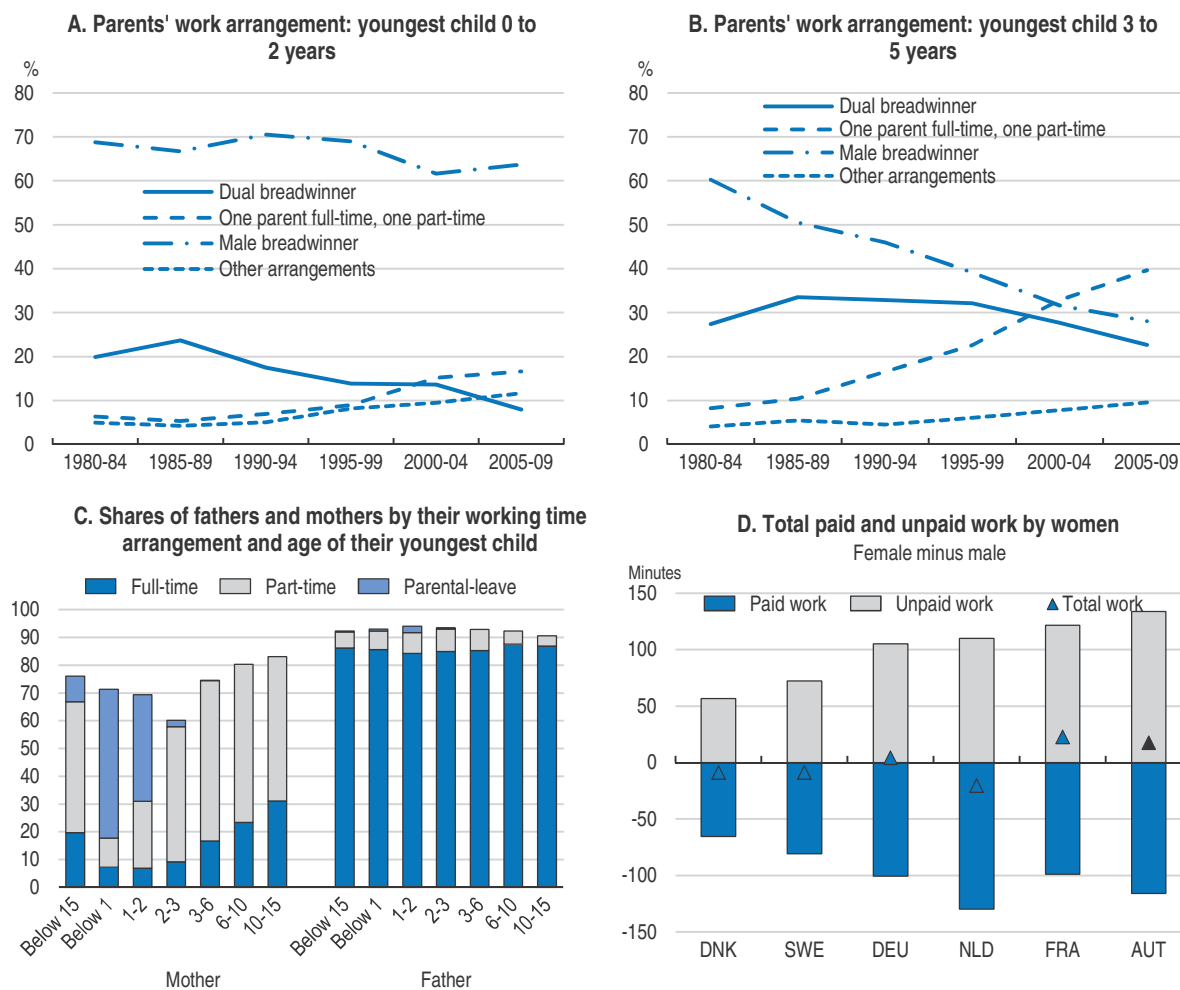 A. Parents' work arrangement: youngest child 0 to
2 years
%
80
70
60
50
40
30
20
10
0
Dual breadwinner
One parent full-time, one part-time
Male breadwinner
Other arrangements
1980-84 1985-89 1990-94 1995-99 2000-04 2005-09
B. Parents' work arrangement: youngest child 3 to
5 years
%
80
70
60
50
40
30
20
10
0
Dual breadwinner
One parent full-time, one part-time
Male breadwinner
Other arrangements
1980-84 1985-89 1990-94 1995-99 2000-04 2005-09
C. Shares of fathers and mothers by their working time
arrangement and age of their youngest child
Full-time Part-time Parental-leave
100
90
80
70
60
50
40
30
20
10
0
Below 15 Below 1 1-2 2-3 3-6 6-10 10-15 Below 15 Below 1 1-2 2-3 3-6 6-10 10-15
Mother Father
D. Total paid and unpaid work by women
Female minus male
Minutes
150
100
50
0
-50
-100
-150
Paid work Unpaid work Total work
DNK SWE DEU NLD FRA AUT